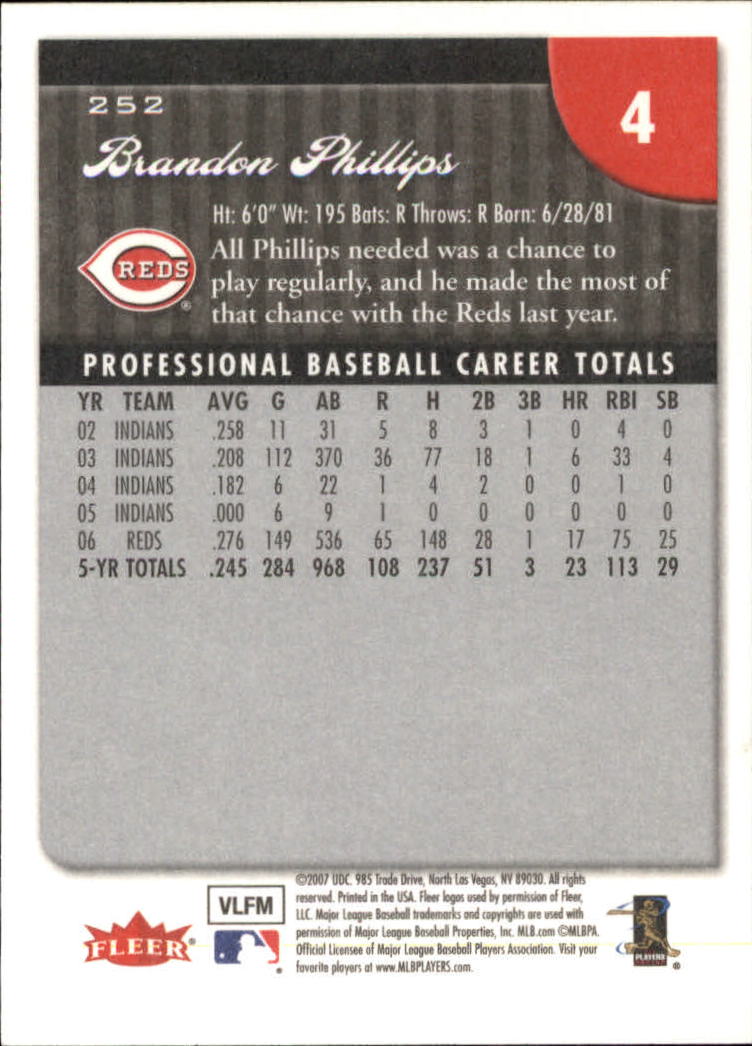 4
252
Brandon Phillips
Ht: 6'0" Wt: 195 Bats: R Throws: R Born: 6/28/81
REDS
®
All Phillips needed was a chance to
play regularly, and he made the most of
that chance with the Reds last year.
PROFESSIONAL BASEBALL CAREER TOTALS
YR TEAM AVG G AB R H 2B 3B HR RBI SB
02 INDIANS .258 11 31 5 8 3 1 0 4 0
03 INDIANS .208 112 370 36 77 18 1 6 33 4
04 INDIANS .182 6 22 1 4 2 0 0 1 0
05 INDIANS .000 6 9 1 0 0 0 0 0 0
06 REDS .276 149 536 65 148 28 1 17 75 25
5-YR TOTALS .245 284 968 108 237 51 3 23 113 29
©2007 UDC. 985 Trade Drive, North Las Vegas, NV 89030. All rights
reserved. Printed in the USA. Fleer logos used by permission of Fleer,
LLC. Major League Baseball trademarks and copyrights are used with
permission of Major League Baseball Properties, Inc. MLB.com ©MLBPA.
Official Licensee of Major League Baseball Players Association. Visit your
favorite players at www.MLBPLAYERS.com.
VLFM
FLEER
®
®
PLAYERS
®